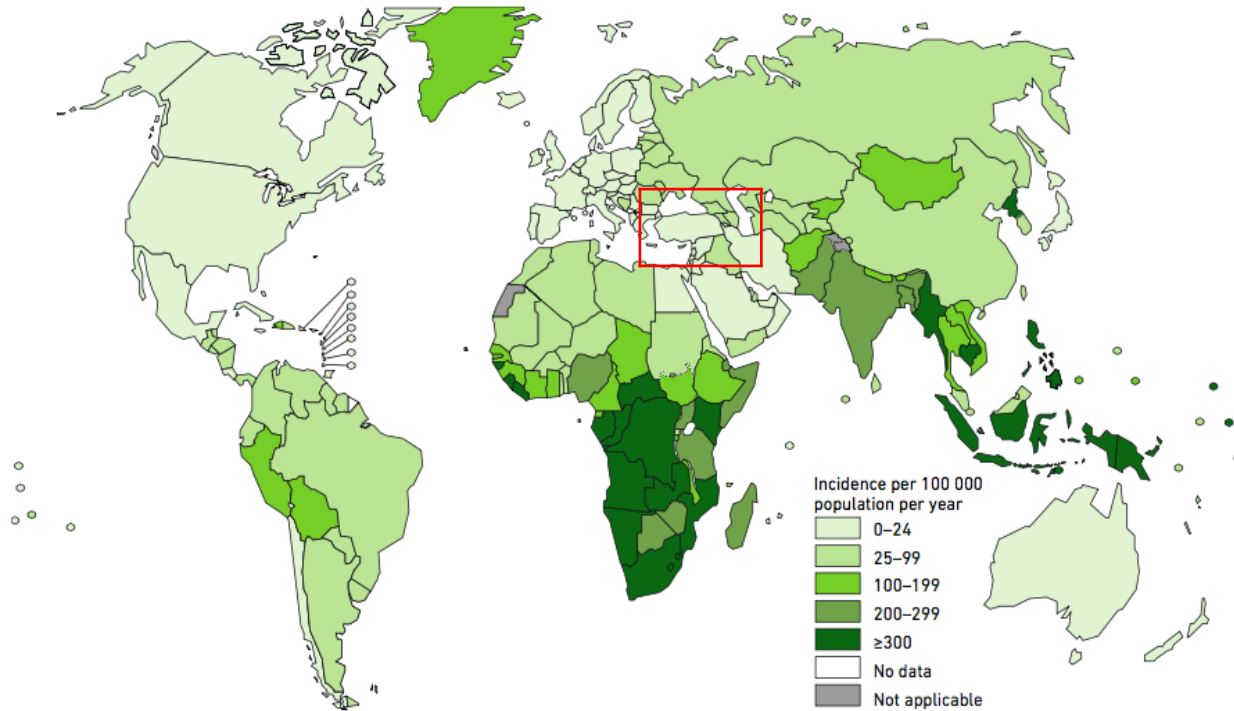 Incidence per 100 000
population per year
0–24
25–99
100–199
200–299
≥300
No data
Not applicable